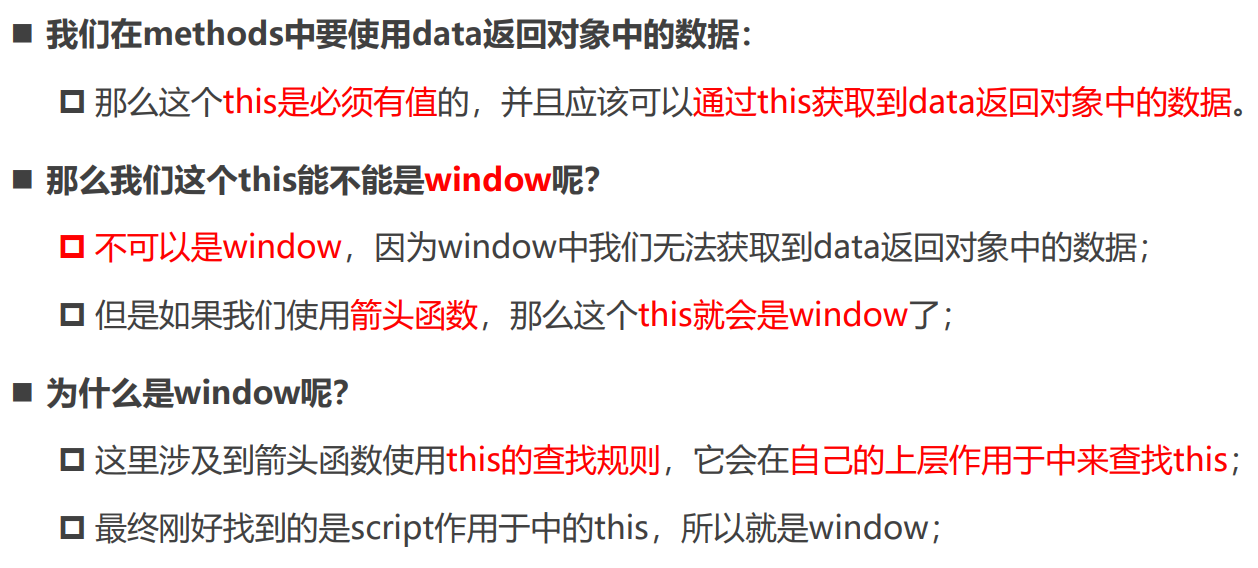 我们在methods中要使用data返回对象中的数据：
那么这个this是必须有值的，并且应该可以通过this获取到data返回对象中的数据。
那么我们这个this能不能是window呢？
不可以是window，因为window中我们无法获取到data返回对象中的数据；
但是如果我们使用箭头函数，那么这个this就会是window了；
为什么是window呢？
这里涉及到箭头函数使用this的查找规则，它会在自己的上层作用于中来查找this；
最终刚好找到的是script作用于中的this，所以就是window；